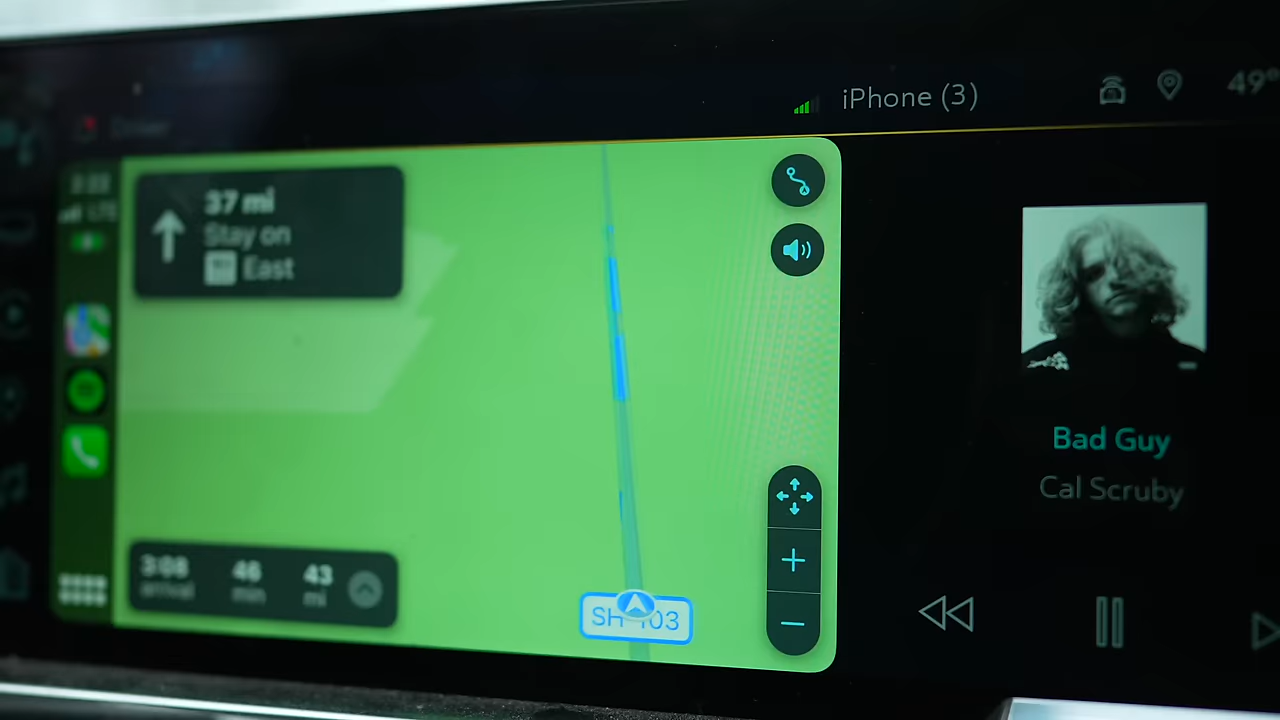 iPhone (3)
49°
LTE
37 mi
Stay on
East
Bad Guy
Cal Scruby
3:08
46
43
arrival
min
mi
SH 103